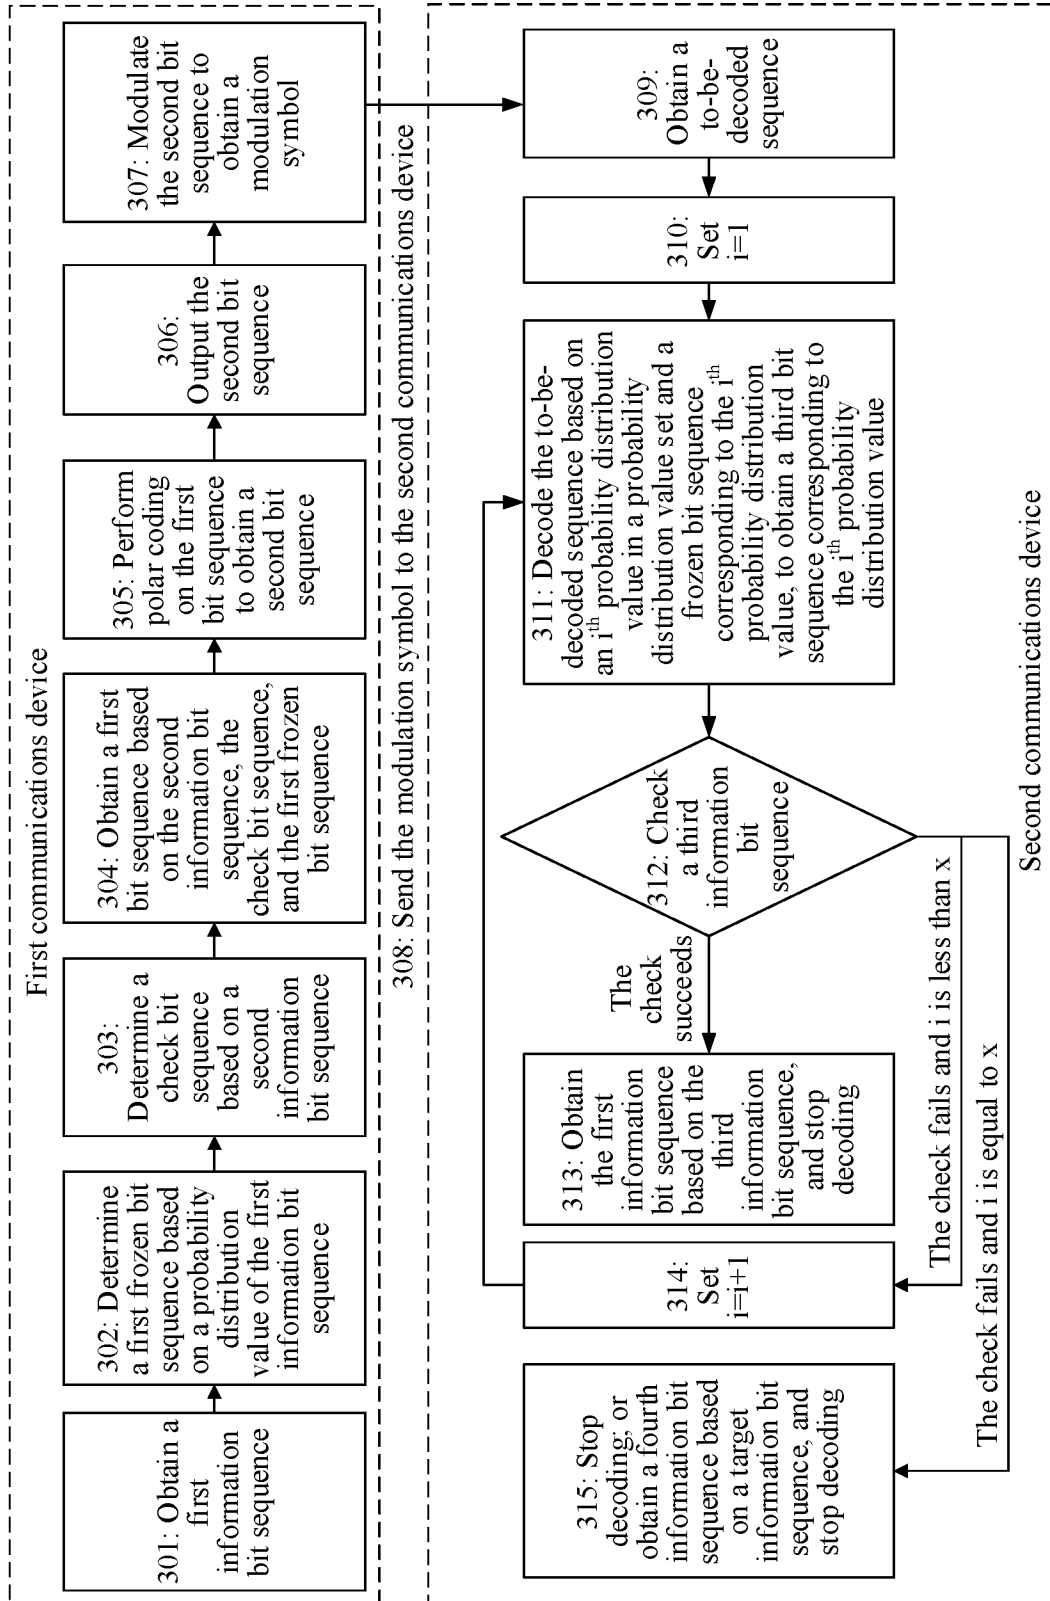 First communications device
301: Obtain a
first
information
bit sequence
302: Determine
a first frozen bit
sequence based
on a probability
distribution
value of the first
information bit
sequence
303:
Determine a
check bit
sequence
based on a
second
information
bit sequence
304: Obtain a first
bit sequence based
on the second
information bit
sequence, the
check bit sequence,
and the first frozen
bit sequence
305: Perform
polar coding
on the first
bit sequence
to obtain a
second bit
sequence
306:
Output the
second bit
sequence
307: Modulate
the second bit
sequence to
obtain a
modulation
symbol
308: Send the modulation symbol to the second communications device
309:
Obtain a
to-be-
decoded
sequence
310:
Set
i=1
311: Decode the to-be-
decoded sequence based on
an ith probability distribution
value in a probability
distribution value set and a
frozen bit sequence
corresponding to the ith
probability distribution
value, to obtain a third bit
sequence corresponding to
the ith probability
distribution value
312: Check
a third
information
bit
sequence
The
check
succeeds
313: Obtain
the first
information
bit sequence
based on the
third
information
bit sequence,
and stop
decoding
314:
Set
i=i+1
315: Stop
decoding; or
obtain a fourth
information bit
sequence based
on a target
information bit
sequence, and
stop decoding
The check fails and i is less than x
The check fails and i is equal to x
Second communications device